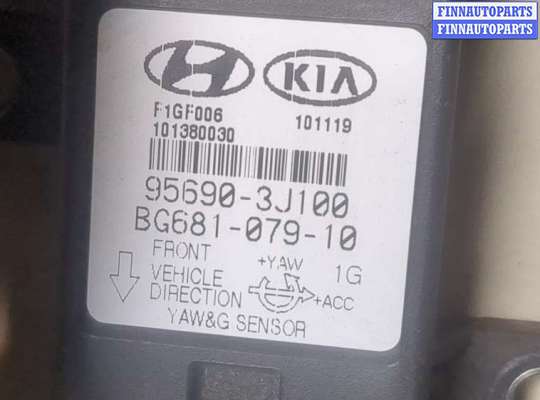 FINNAUTOPARTS
FINNAUTOPARTS
KIA
F1GF006
101119
101380030
95690-3J100
BG681-079-10
FRONT
VEHICLE
DIRECTION
+YAW
1G
+ACC
YAW&G SENSOR